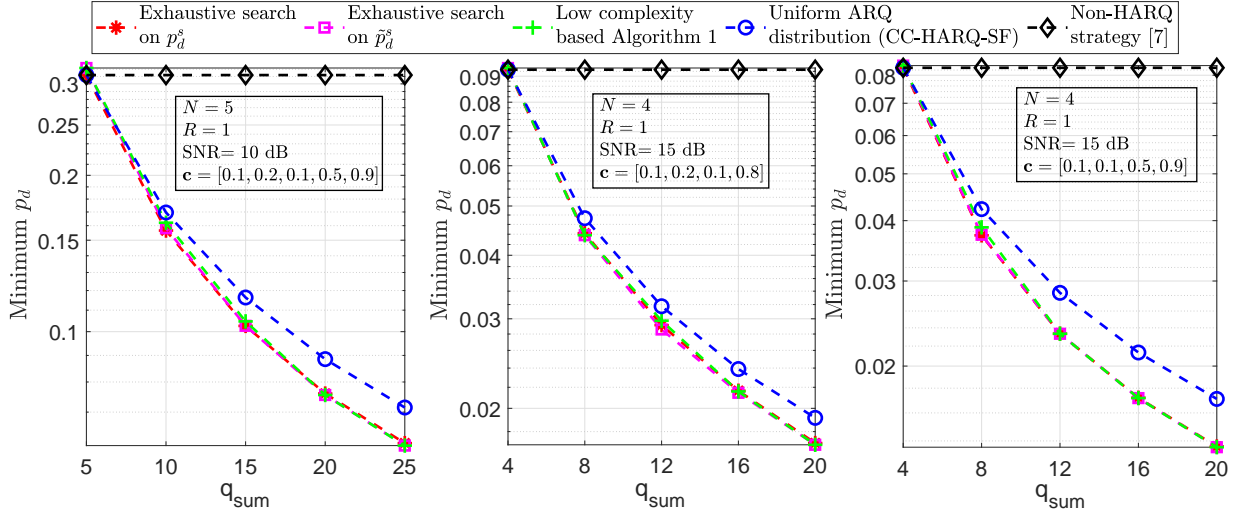 Exhaustive search
on $p_d^s$
Exhaustive search
on $\tilde{p}_d^s$
Low complexity
based Algorithm 1
Uniform ARQ
distribution (CC-HARQ-SF)
Non-HARQ
strategy [7]
Minimum $p_d$
0.3
0.2
0.15
0.1
N = 5
R = 1
SNR= 10 dB
c = [0.1, 0.2, 0.1, 0.5, 0.9]
5 10 15 20 25
q_sum
Minimum $p_d$
0.09
0.08
0.07
0.06
0.05
0.04
0.03
0.02
N = 4
R = 1
SNR= 15 dB
c = [0.1, 0.2, 0.1, 0.8]
4 8 12 16 20
q_sum
Minimum $p_d$
0.08
0.07
0.06
0.05
0.04
0.03
0.02
N = 4
R = 1
SNR= 15 dB
c = [0.1, 0.1, 0.5, 0.9]
4 8 12 16 20
q_sum